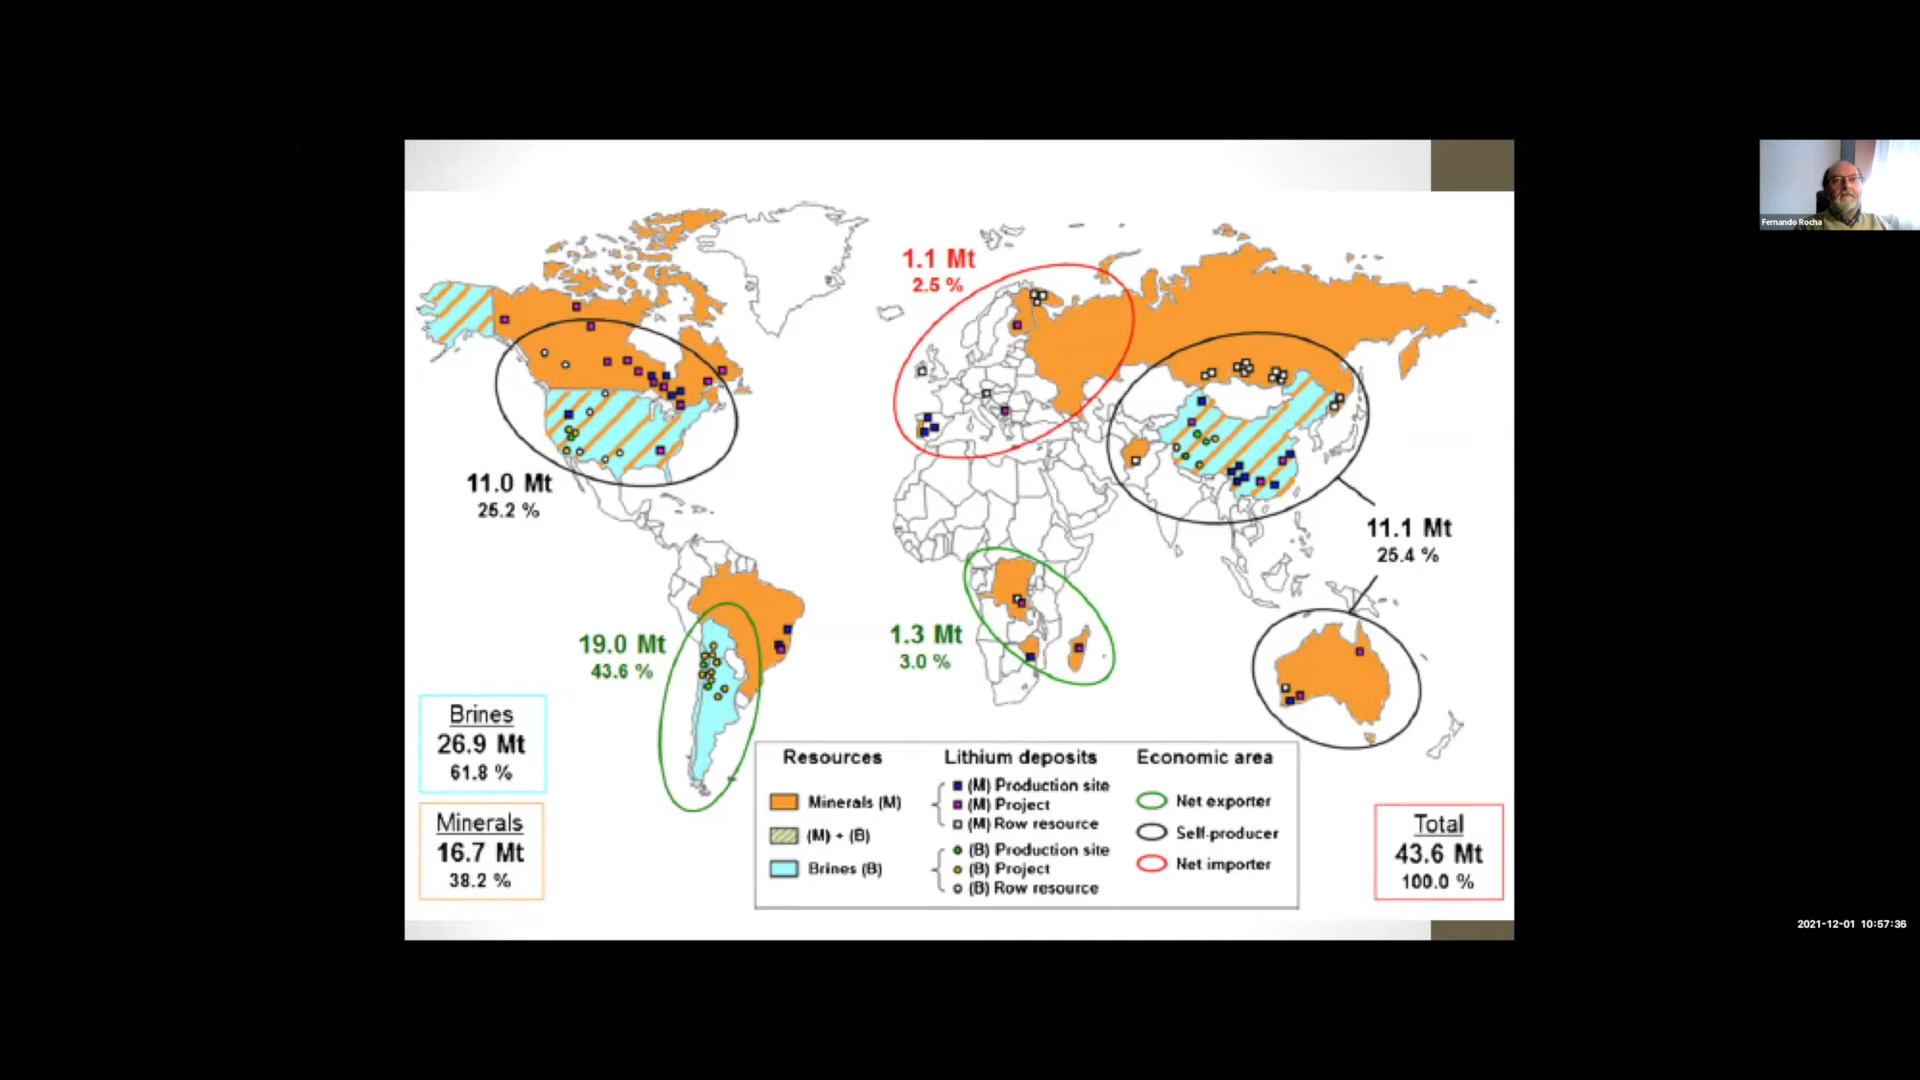 1.1 Mt
2.5 %
11.0 Mt
25.2 %
11.1 Mt
25.4 %
19.0 Mt
43.6 %
1.3 Mt
3.0 %
Brines
26.9 Mt
61.8 %
Minerals
16.7 Mt
38.2 %
Resources
Minerals (M)
(M) + (B)
Brines (B)
Lithium deposits
(M) Production site
(M) Project
(M) Row resource
(B) Production site
(B) Project
(B) Row resource
Economic area
Net exporter
Self-producer
Net importer
Total
43.6 Mt
100.0 %
Fernando Rocha
2021-12-01 10:57:36